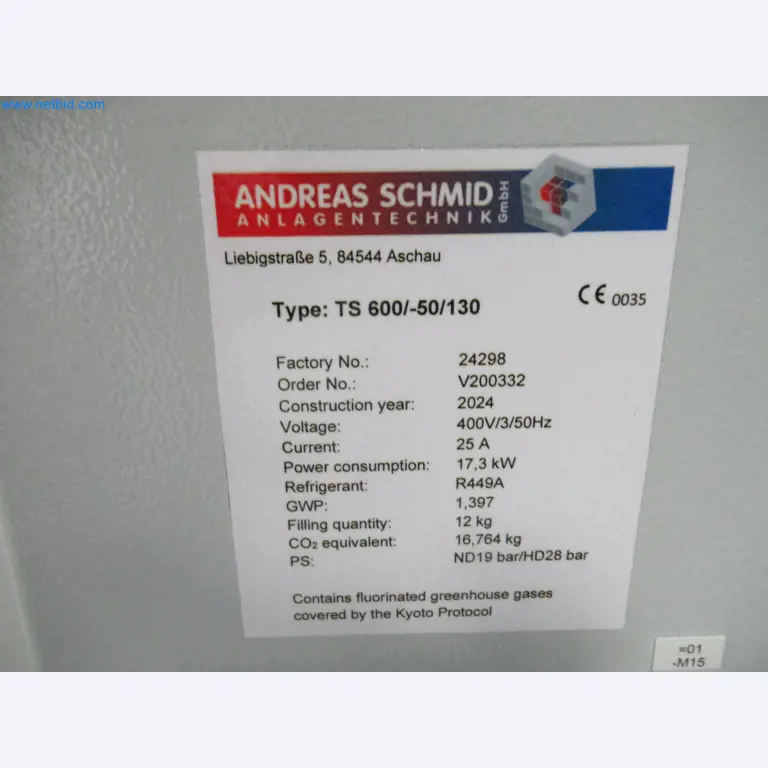 www.netbid.com
ANDREAS SCHMID GmbH
ANLAGENTECHNIK
Liebigstraße 5, 84544 Aschau
Type: TS 600/-50/130
CE 0035
Factory No.: 24298
Order No.: V200332
Construction year: 2024
Voltage: 400V/3/50Hz
Current: 25 A
Power consumption: 17,3 kW
Refrigerant: R449A
GWP: 1,397
Filling quantity: 12 kg
CO₂ equivalent: 16,764 kg
PS: ND19 bar/HD28 bar
Contains fluorinated greenhouse gases
covered by the Kyoto Protocol
=01
-M15